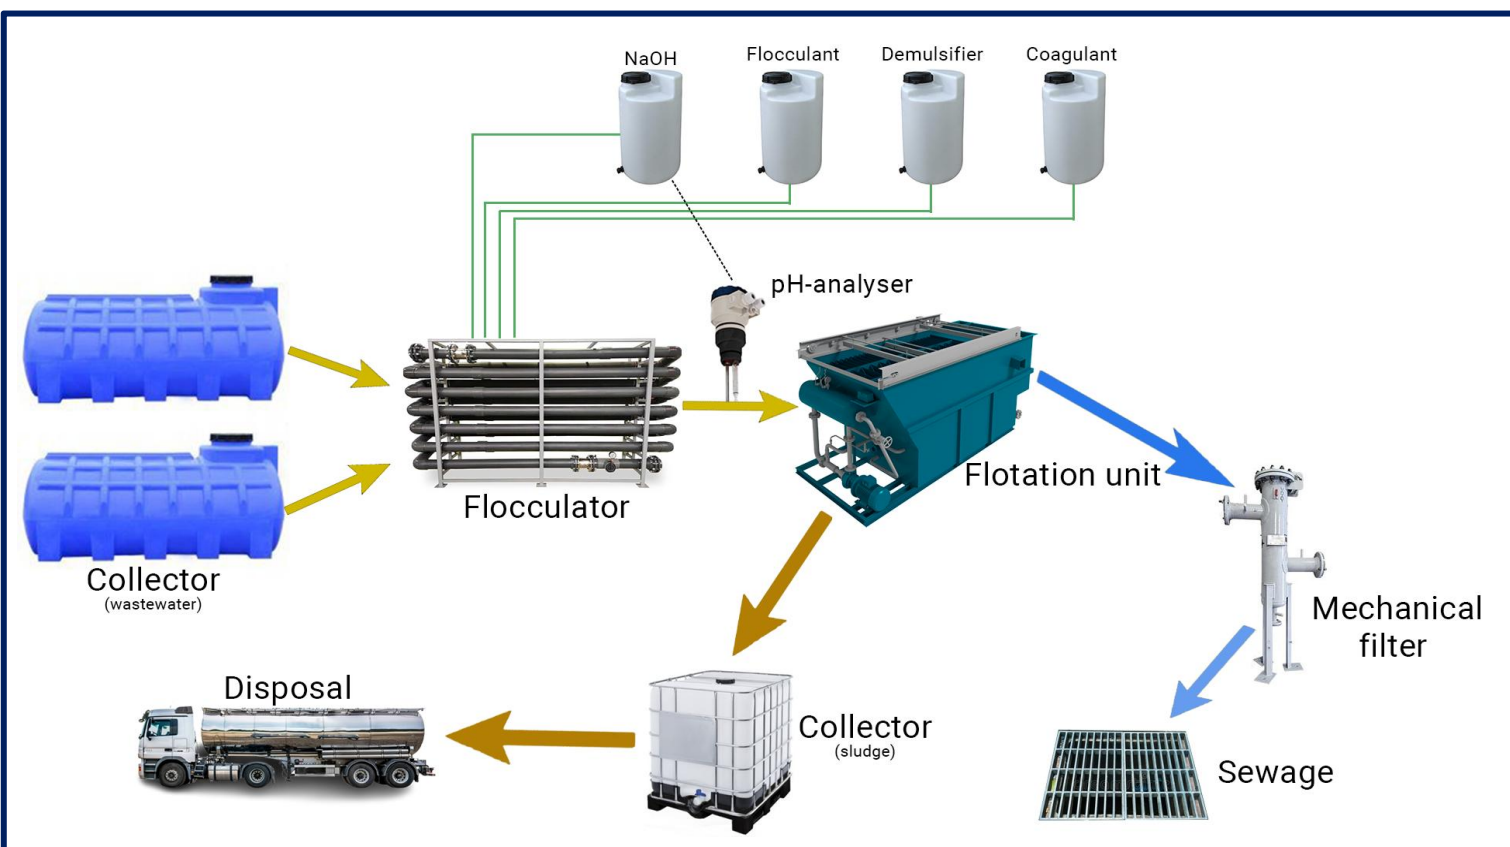 NaOH
Flocculant
Demulsifier
Coagulant
pH-analyser
Flotation unit
Flocculator
Collector
(wastewater)
Mechanical
filter
Disposal
Collector
(sludge)
Sewage